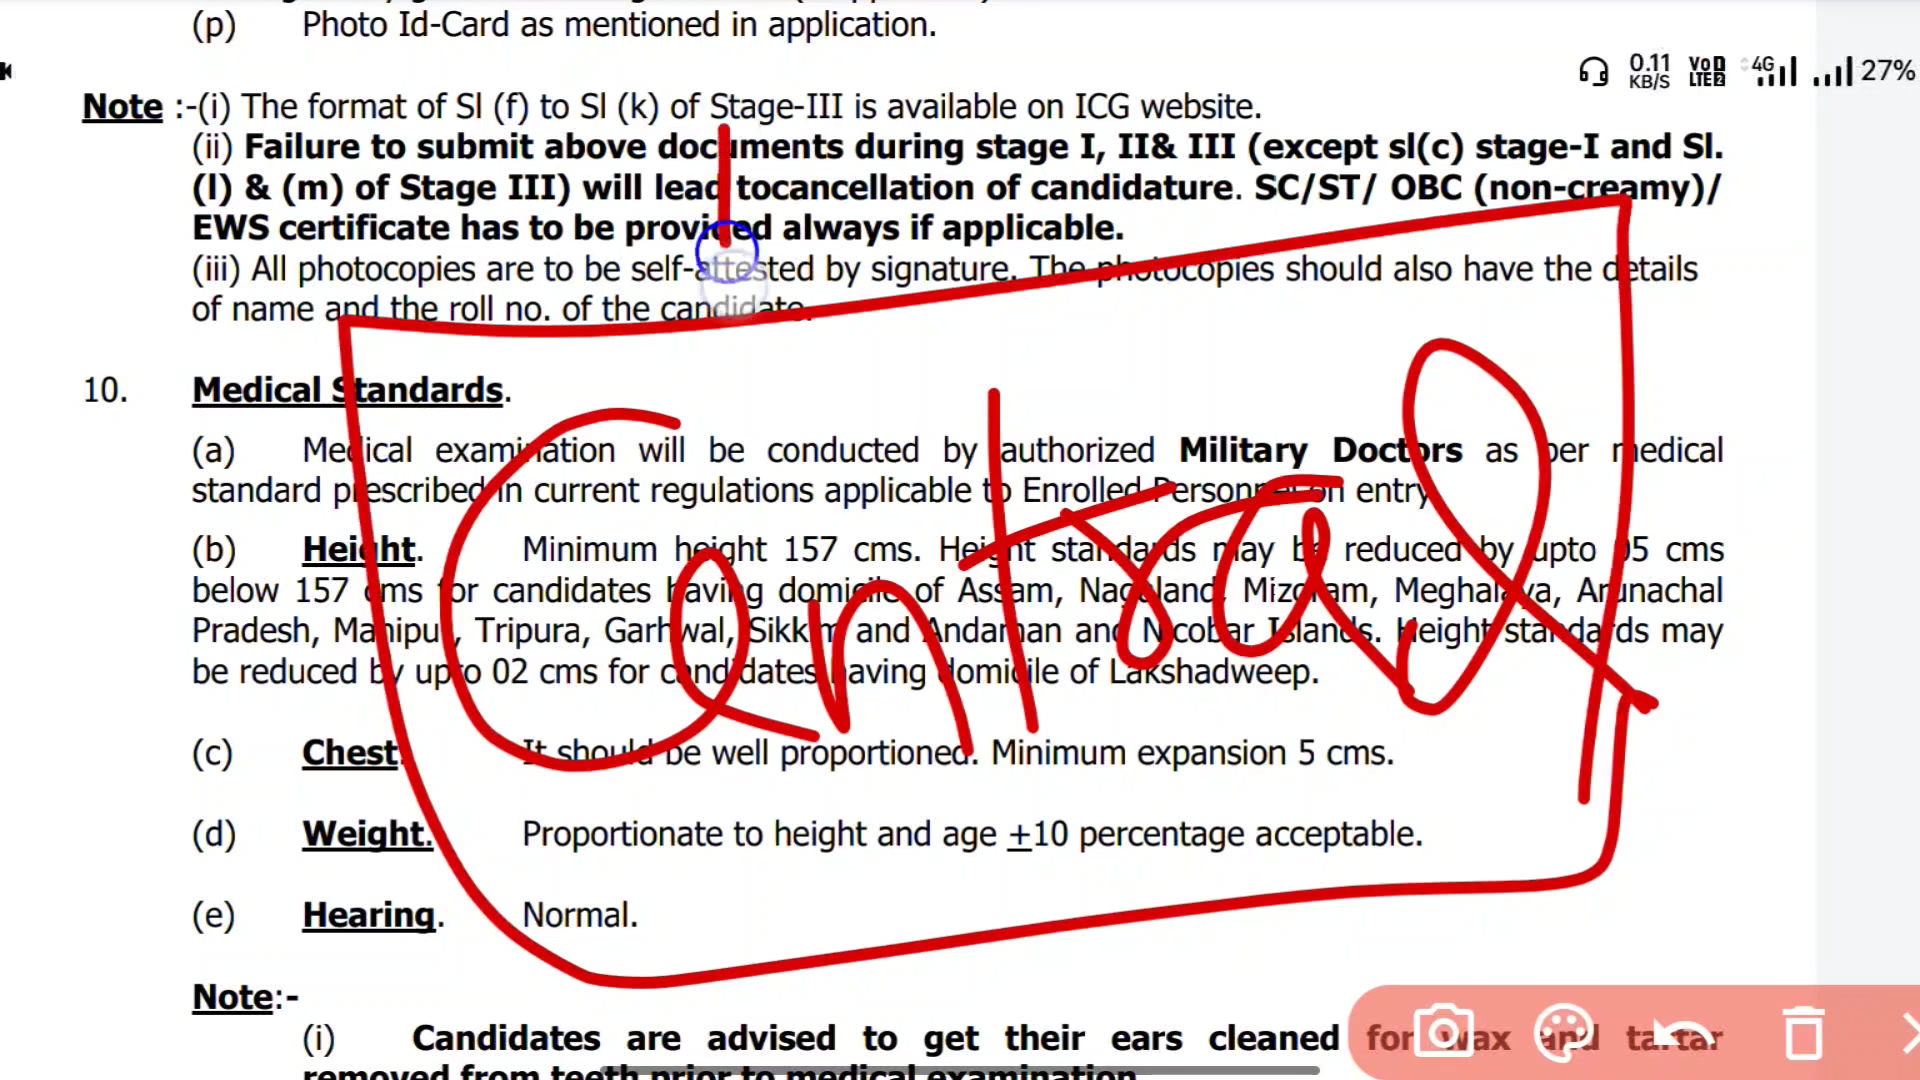 (p) Photo Id-Card as mentioned in application.
0.11 KB/S VoD LTE2 4G 27%
Note :-(i) The format of Sl (f) to Sl (k) of Stage-III is available on ICG website.
(ii) Failure to submit above documents during stage I, II& III (except sl(c) stage-I and Sl.
(l) & (m) of Stage III) will lead tocancellation of candidature. SC/ST/ OBC (non-creamy)/
EWS certificate has to be provided always if applicable.
(iii) All photocopies are to be self-attested by signature. The photocopies should also have the details
of name and the roll no. of the candidate.
10. Medical Standards.
(a) Medical examination will be conducted by authorized Military Doctors as per medical
standard prescribed in current regulations applicable to Enrolled Personnel on entry
(b) Height. Minimum height 157 cms. Height standards may be reduced by upto 05 cms
below 157 cms for candidates having domicile of Assam, Nagaland, Mizoram, Meghalaya, Arunachal
Pradesh, Manipur, Tripura, Garhwal, Sikkim and Andaman and Nicobar Islands. Height standards may
be reduced by upto 02 cms for candidates having domicile of Lakshadweep.
Central
(c) Chest. It should be well proportioned. Minimum expansion 5 cms.
(d) Weight. Proportionate to height and age ±10 percentage acceptable.
(e) Hearing. Normal.
Note:-
(i) Candidates are advised to get their ears cleaned for wax and tartar
removed from teeth prior to medical examination